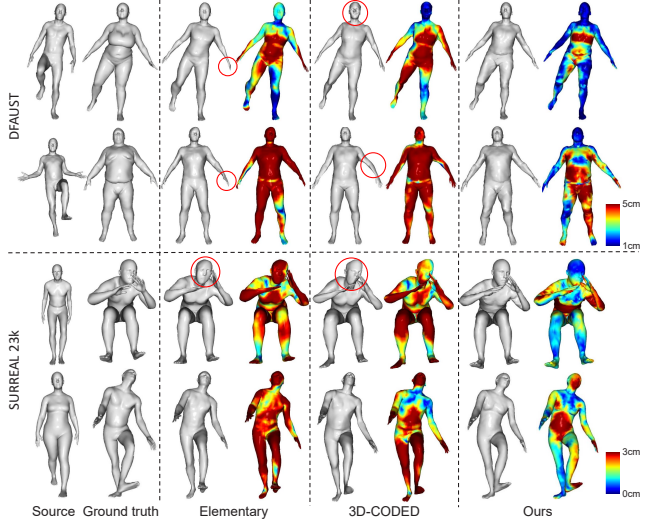 DFAUST
5cm
1cm
SURREAL 23k
3cm
0cm
Source Ground truth Elementary 3D-CODED Ours